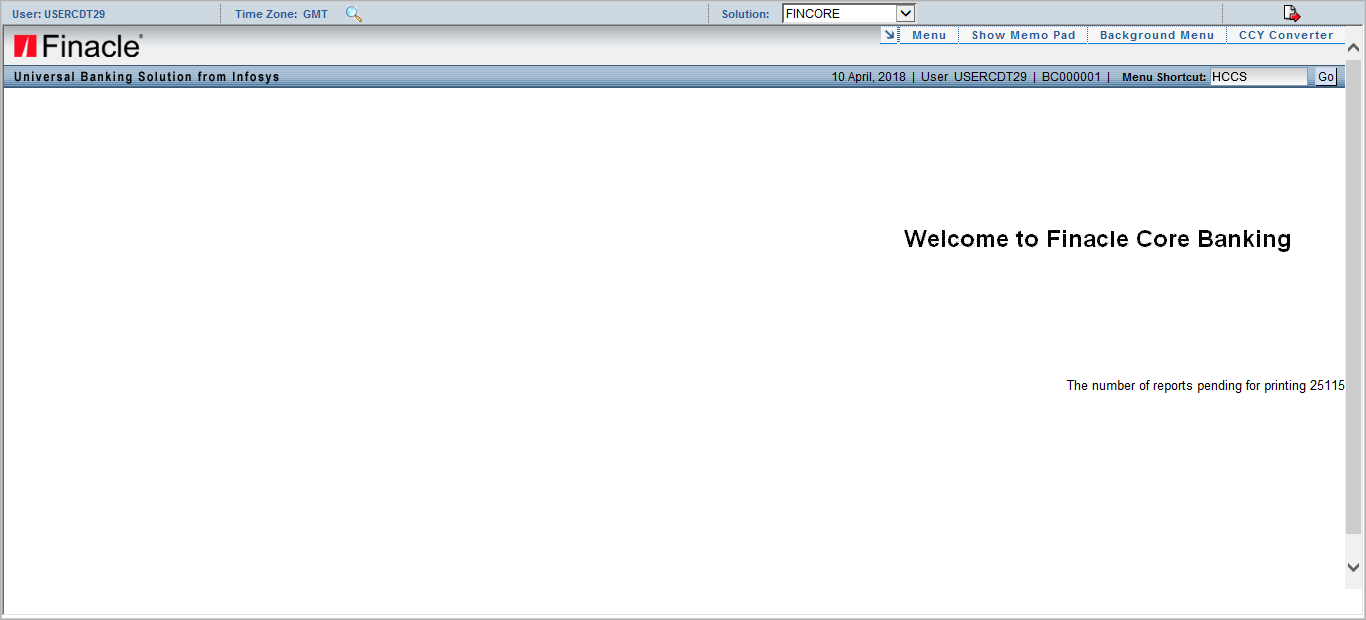 User: USERCDT29 Time Zone: GMT Solution: FINCORE
Finacle Menu Show Memo Pad Background Menu CCY Converter
Universal Banking Solution from Infosys 10 April, 2018 | User USERCDT29 | BC000001 | Menu Shortcut: HCCS Go
Welcome to Finacle Core Banking
The number of reports pending for printing 25115